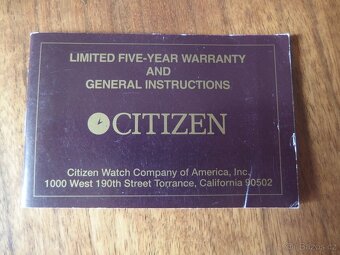 LIMITED FIVE-YEAR WARRANTY
AND
GENERAL INSTRUCTIONS
CITIZEN
Citizen Watch Company of America, Inc.
1000 West 190th Street Torrance, California 90502